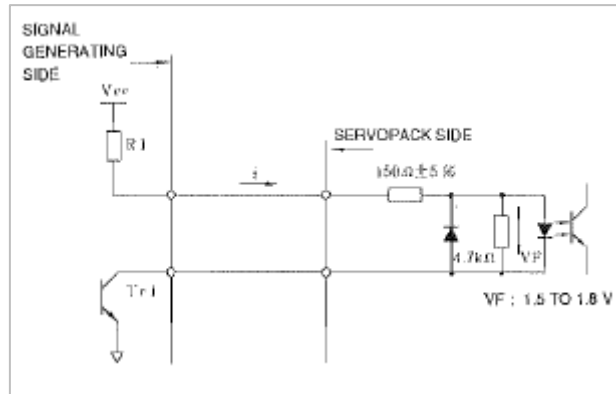 SIGNAL
GENERATING
SIDE
Vcc
R1
SERVOPACK SIDE
i
150Ω±5%
4.7kΩ
VF
Tr1
VF : 1.5 TO 1.8 V